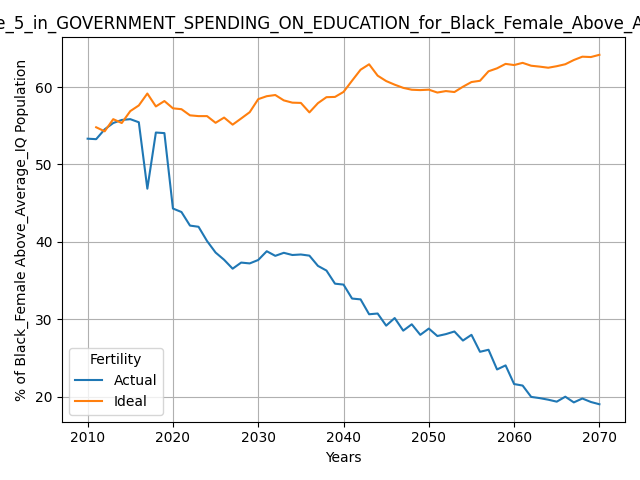 e_5_in_GOVERNMENT_SPENDING_ON_EDUCATION_for_Black_Female_Above_A
% of Black_Female Above_Average_IQ Population
60
50
40
30
20
Fertility
Actual
Ideal
2010 2020 2030 2040 2050 2060 2070
Years